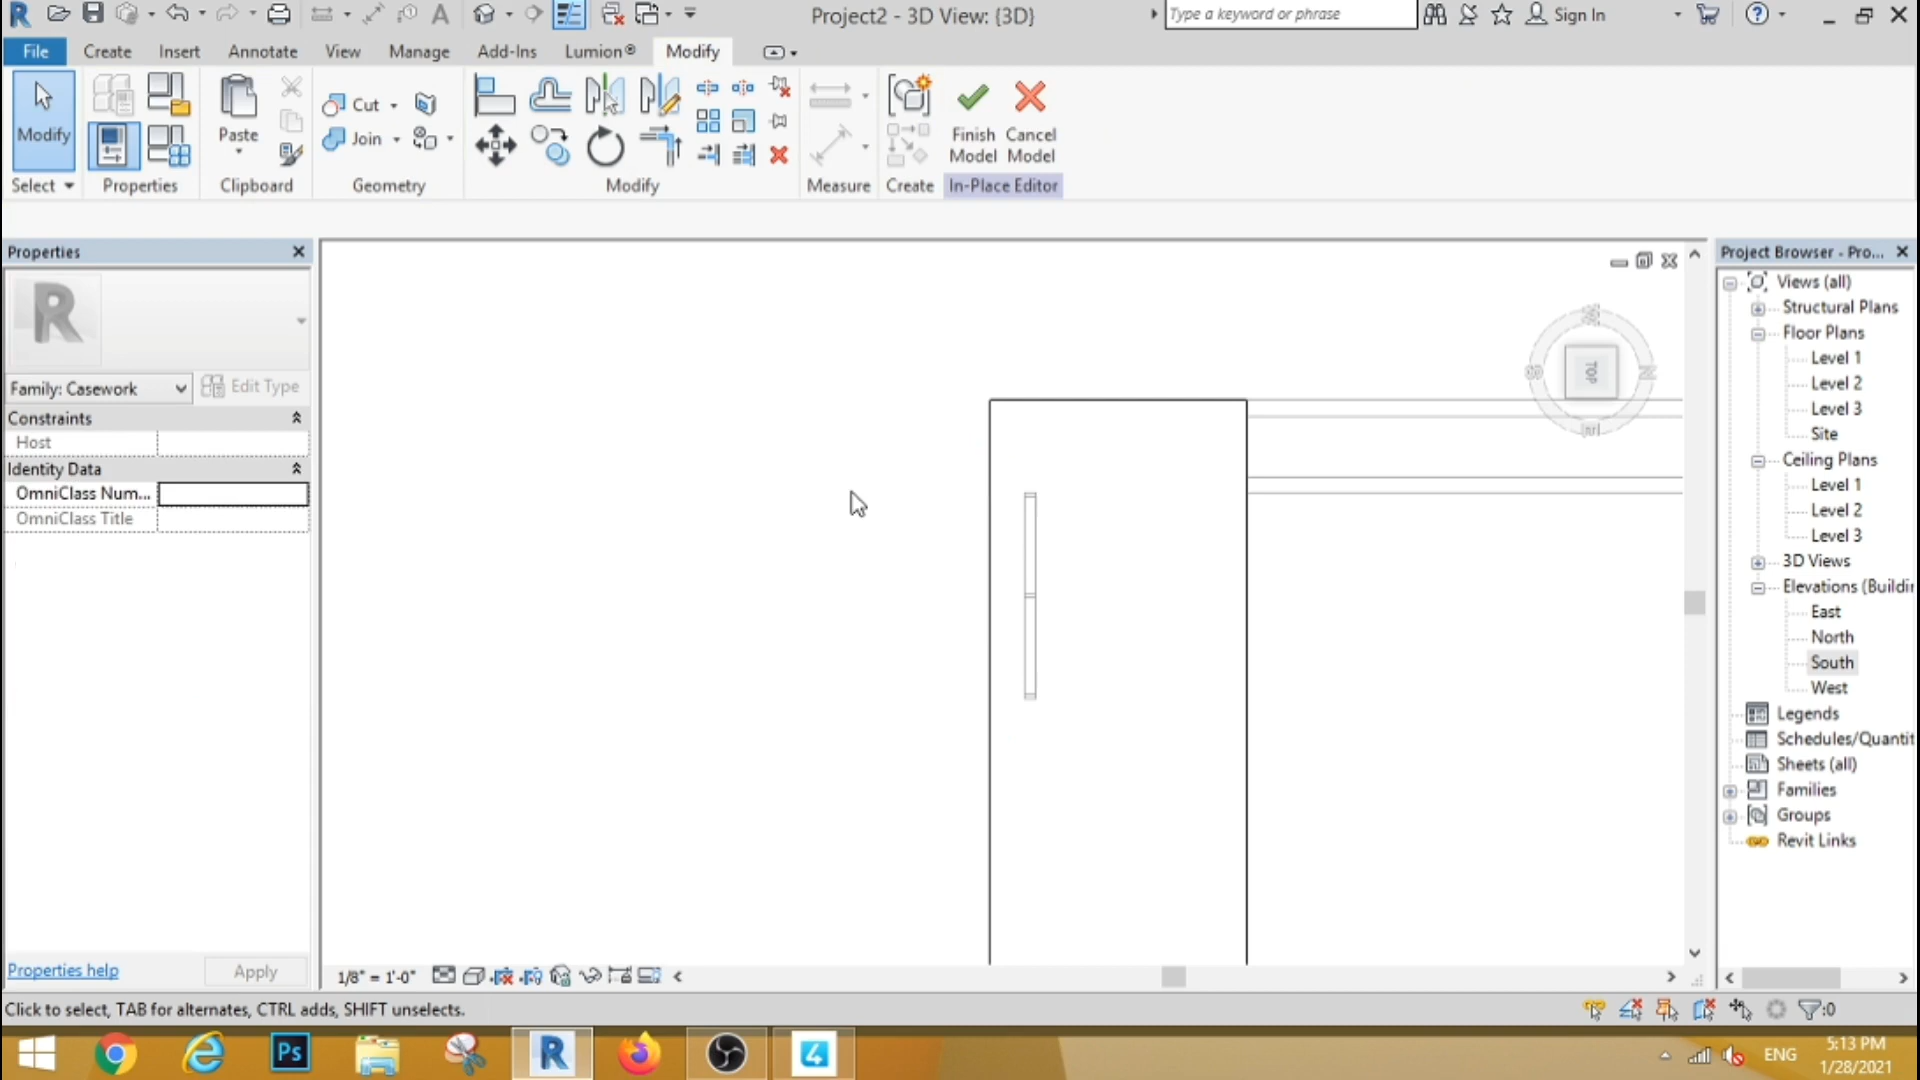 Project2 - 3D View: {3D}
Type a keyword or phrase
Sign In
File
Create
Insert
Annotate
View
Manage
Add-Ins
Lumion®
Modify
Modify
Paste
Cut
Join
Finish Model
Cancel Model
Select
Properties
Clipboard
Geometry
Modify
Measure
Create
In-Place Editor
Properties
Family: Casework
Edit Type
Constraints
Host
Identity Data
OmniClass Num...
OmniClass Title
Properties help
Apply
TOP
1/8" = 1'-0"
Project Browser - Pro...
Views (all)
Structural Plans
Floor Plans
Level 1
Level 2
Level 3
Site
Ceiling Plans
Level 1
Level 2
Level 3
3D Views
Elevations (Buildi
East
North
South
West
Legends
Schedules/Quantit
Sheets (all)
Families
Groups
Revit Links
Click to select, TAB for alternates, CTRL adds, SHIFT unselects.
:0
Ps
R
4
ENG
5:13 PM
1/28/2021